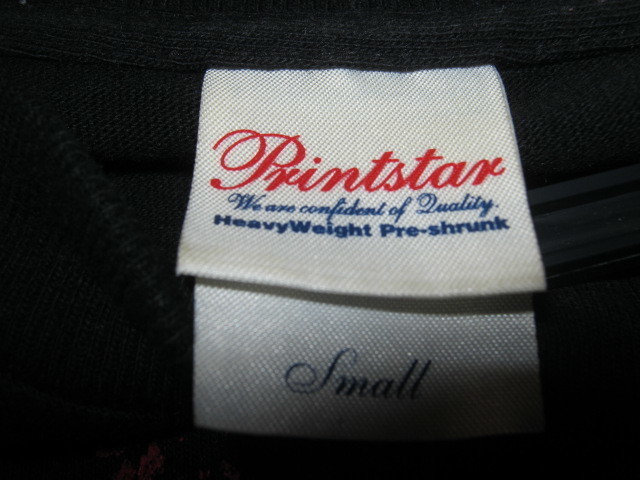 Printstar
We are confident of Quality.
HeavyWeight Pre-shrunk
Small